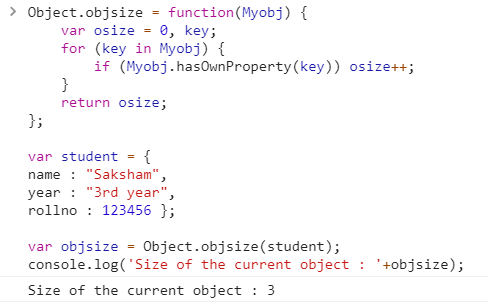 > Object.objsize = function(Myobj) {
var osize = 0, key;
for (key in Myobj) {
if (Myobj.hasOwnProperty(key)) osize++;
}
return osize;
};
var student = {
name : "Saksham",
year : "3rd year",
rollno : 123456 };
var objsize = Object.objsize(student);
console.log('Size of the current object : '+objsize);
Size of the current object : 3